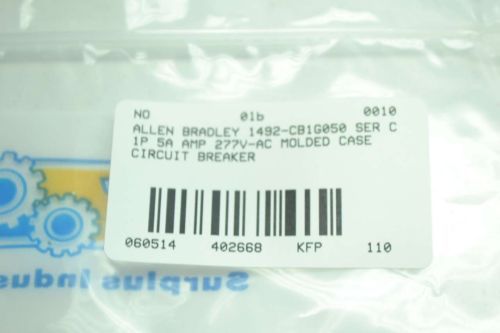 NO 01b 0010
ALLEN BRADLEY 1492-CB1G050 SER C
1P 5A AMP 277V-AC MOLDED CASE
CIRCUIT BREAKER
060514 402668 KFP 110
Surplus Indus